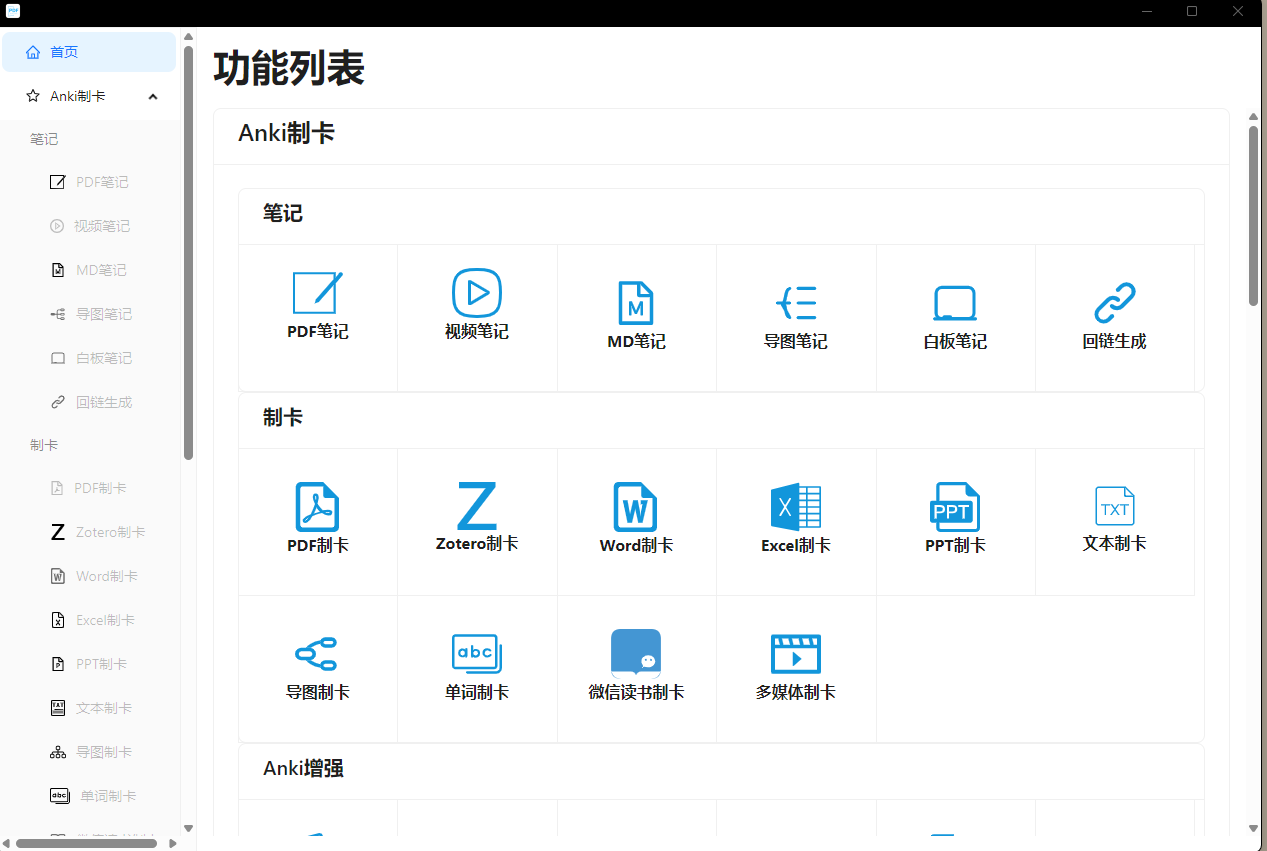 PDF
首页
Anki制卡
笔记
PDF笔记
视频笔记
MD笔记
导图笔记
白板笔记
回链生成
制卡
PDF制卡
Zotero制卡
Word制卡
Excel制卡
PPT制卡
文本制卡
导图制卡
单词制卡
功能列表
Anki制卡
笔记
PDF笔记
视频笔记
MD笔记
导图笔记
白板笔记
回链生成
制卡
PDF制卡
Zotero制卡
Word制卡
Excel制卡
PPT
PPT制卡
TXT
文本制卡
导图制卡
abc
单词制卡
微信读书制卡
多媒体制卡
Anki增强